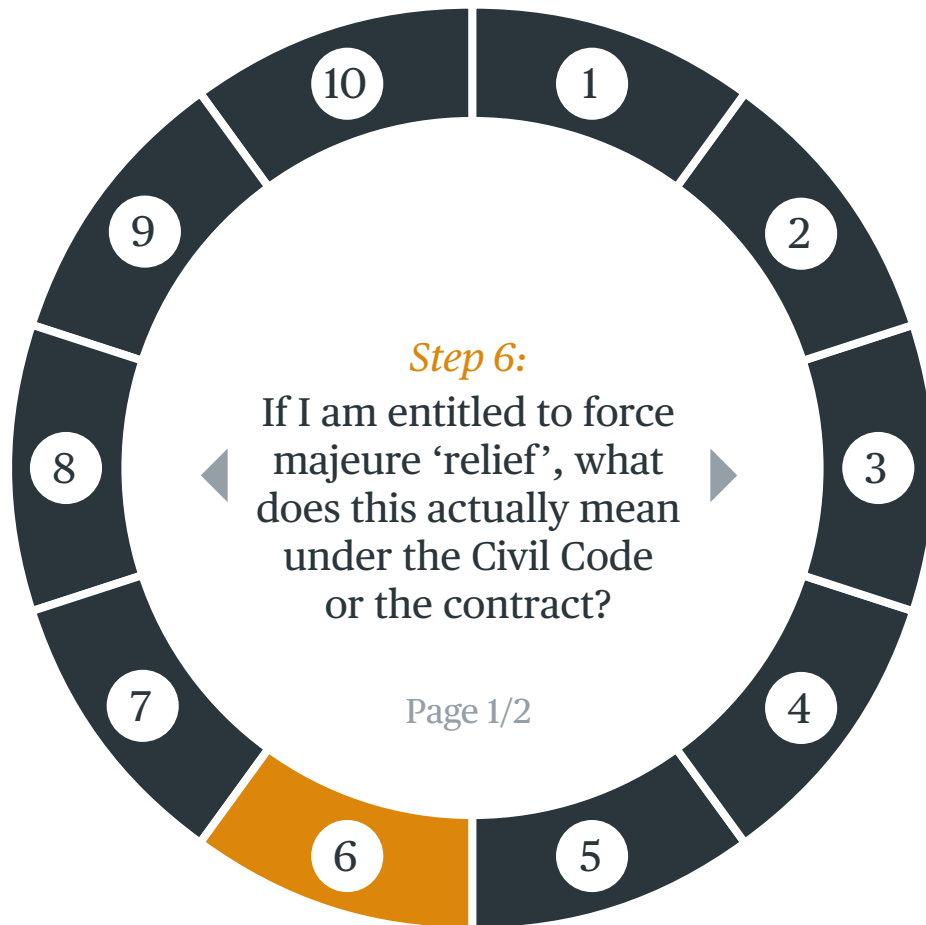 10
1
9
2
Step 6:
If I am entitled to force
majeure ‘relief’, what
does this actually mean
under the Civil Code
or the contract?
8
3
Page 1/2
7
4
6
5